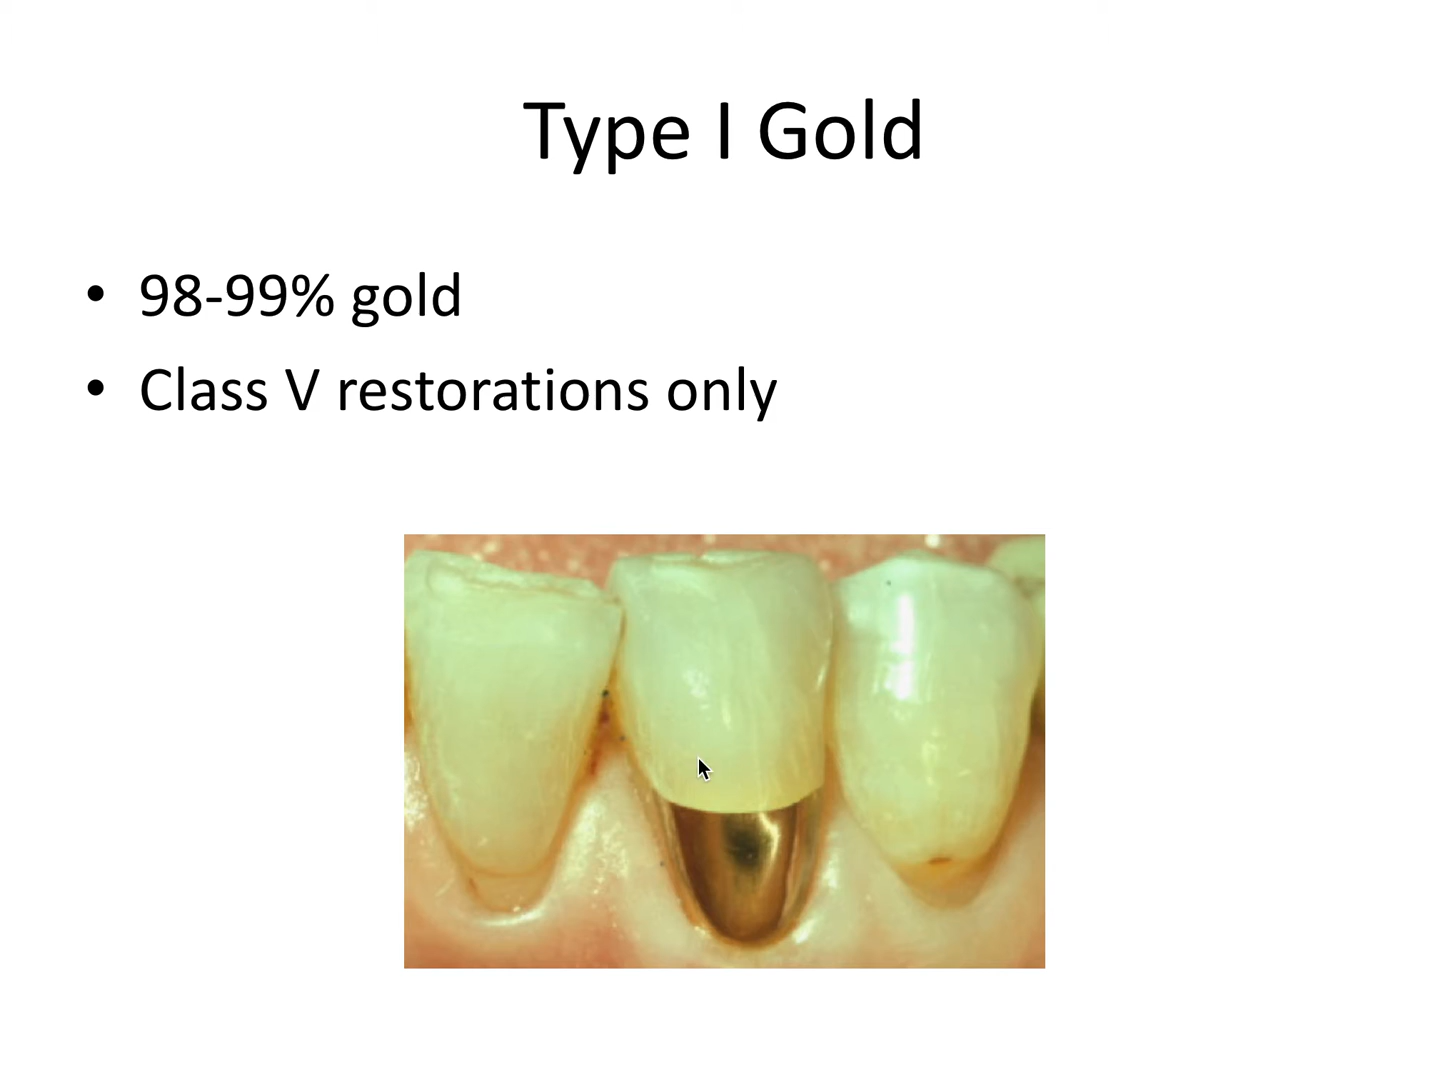 Type I Gold
• 98-99% gold
• Class V restorations only